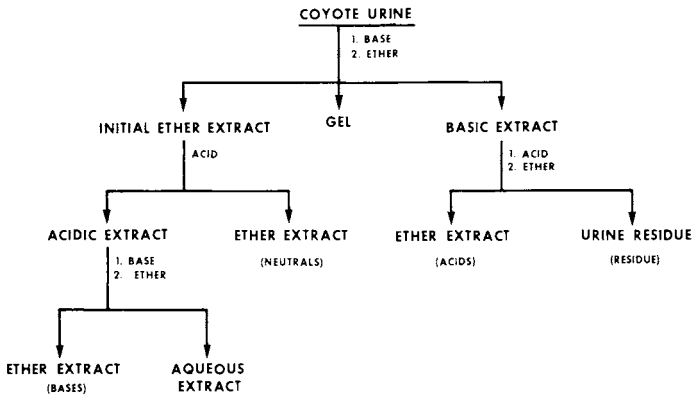 COYOTE URINE
1. BASE
2. ETHER
INITIAL ETHER EXTRACT
GEL
BASIC EXTRACT
ACID
1. ACID
2. ETHER
ACIDIC EXTRACT
ETHER EXTRACT
(NEUTRALS)
ETHER EXTRACT
(ACIDS)
URINE RESIDUE
(RESIDUE)
1. BASE
2. ETHER
ETHER EXTRACT
(BASES)
AQUEOUS
EXTRACT